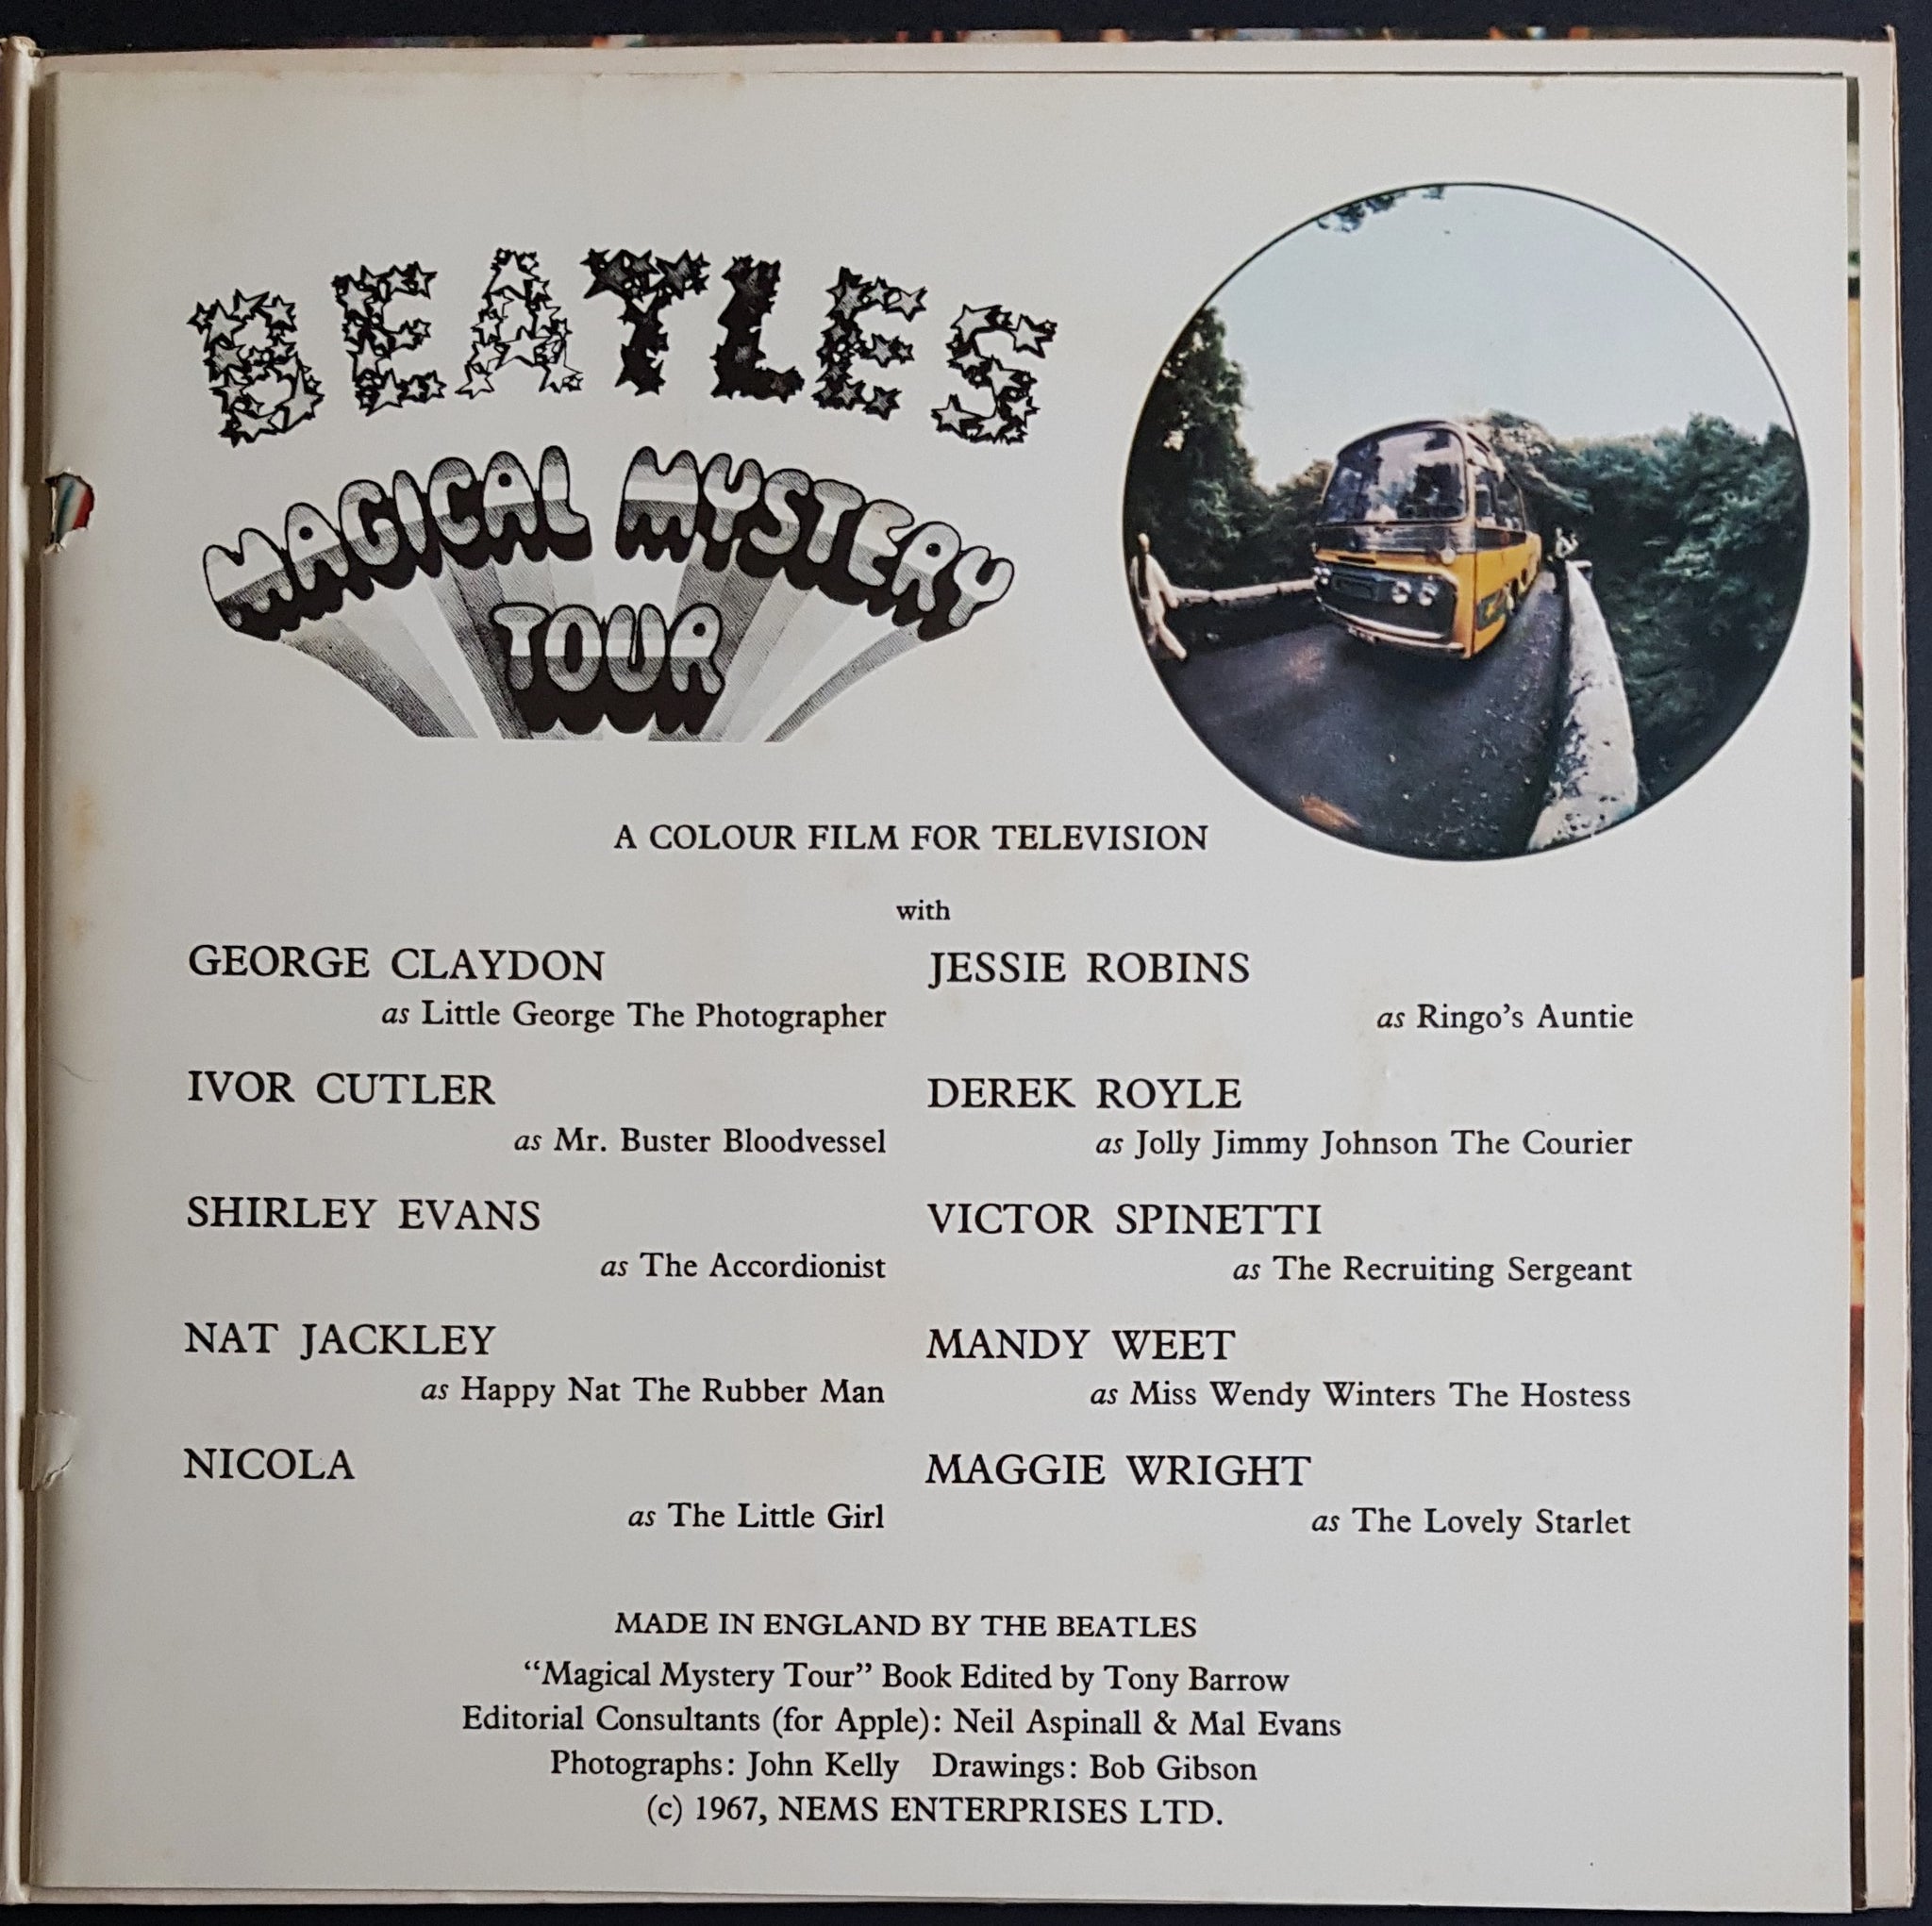 BEATLES
MAGICAL MYSTERY
TOUR
A COLOUR FILM FOR TELEVISION
with
GEORGE CLAYDON
as Little George The Photographer
JESSIE ROBINS
as Ringo's Auntie
IVOR CUTLER
as Mr. Buster Bloodvessel
DEREK ROYLE
as Jolly Jimmy Johnson The Courier
SHIRLEY EVANS
as The Accordionist
VICTOR SPINETTI
as The Recruiting Sergeant
NAT JACKLEY
as Happy Nat The Rubber Man
MANDY WEET
as Miss Wendy Winters The Hostess
NICOLA
as The Little Girl
MAGGIE WRIGHT
as The Lovely Starlet
MADE IN ENGLAND BY THE BEATLES
“Magical Mystery Tour” Book Edited by Tony Barrow
Editorial Consultants (for Apple): Neil Aspinall & Mal Evans
Photographs: John Kelly Drawings: Bob Gibson
(c) 1967, NEMS ENTERPRISES LTD.